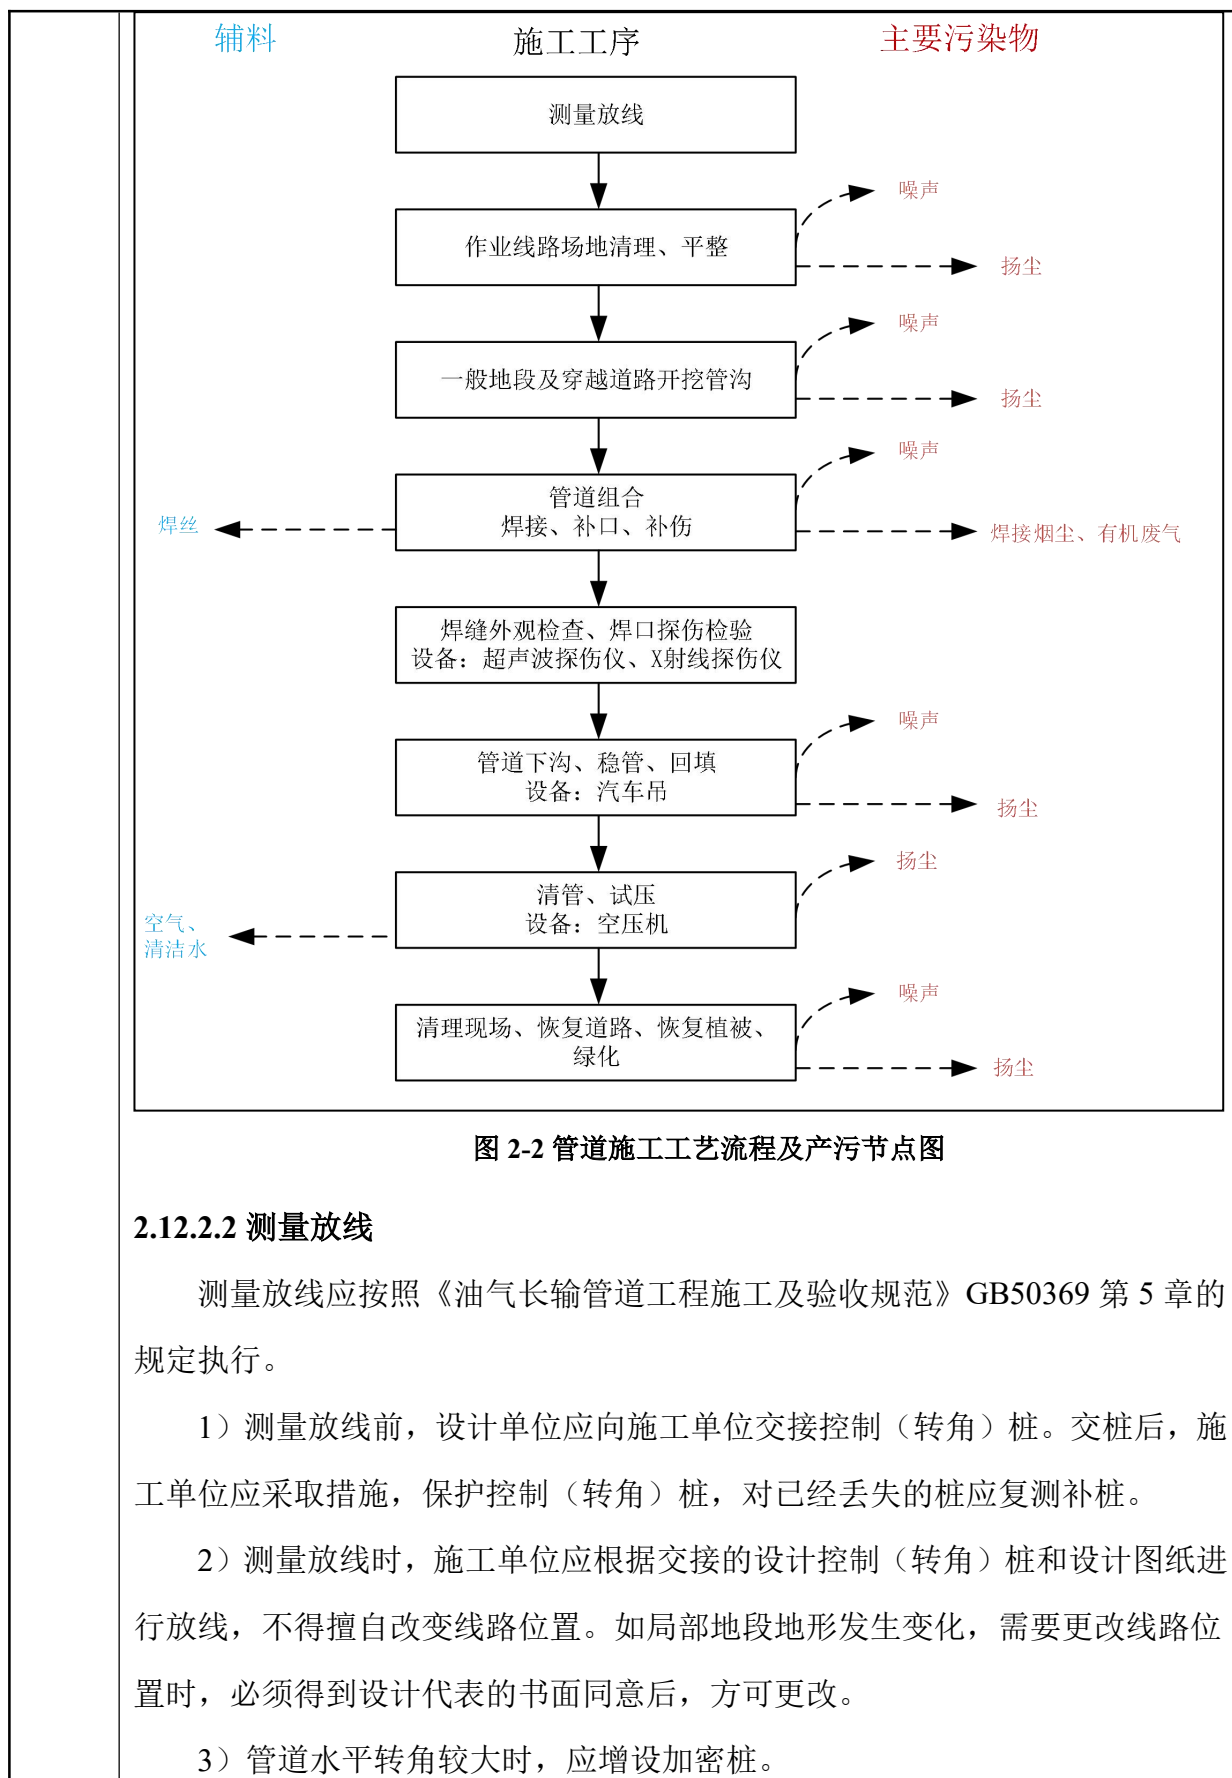 辅料 施工工序 主要污染物
测量放线
噪声
作业线路场地清理、平整
扬尘
噪声
一般地段及穿越道路开挖管沟
扬尘
噪声
管道组合
焊接、补口、补伤
焊丝
焊接烟尘、有机废气
焊缝外观检查、焊口探伤检验
设备：超声波探伤仪、X射线探伤仪
噪声
管道下沟、稳管、回填
设备：汽车吊
扬尘
扬尘
清管、试压
设备：空压机
空气、
清洁水
噪声
清理现场、恢复道路、恢复植被、
绿化
扬尘
图 2-2 管道施工工艺流程及产污节点图
2.12.2.2 测量放线
测量放线应按照《油气长输管道工程施工及验收规范》GB50369 第 5 章的
规定执行。
1）测量放线前，设计单位应向施工单位交接控制（转角）桩。交桩后，施
工单位应采取措施，保护控制（转角）桩，对已经丢失的桩应复测补桩。
2）测量放线时，施工单位应根据交接的设计控制（转角）桩和设计图纸进
行放线，不得擅自改变线路位置。如局部地段地形发生变化，需要更改线路位
置时，必须得到设计代表的书面同意后，方可更改。
3）管道水平转角较大时，应增设加密桩。